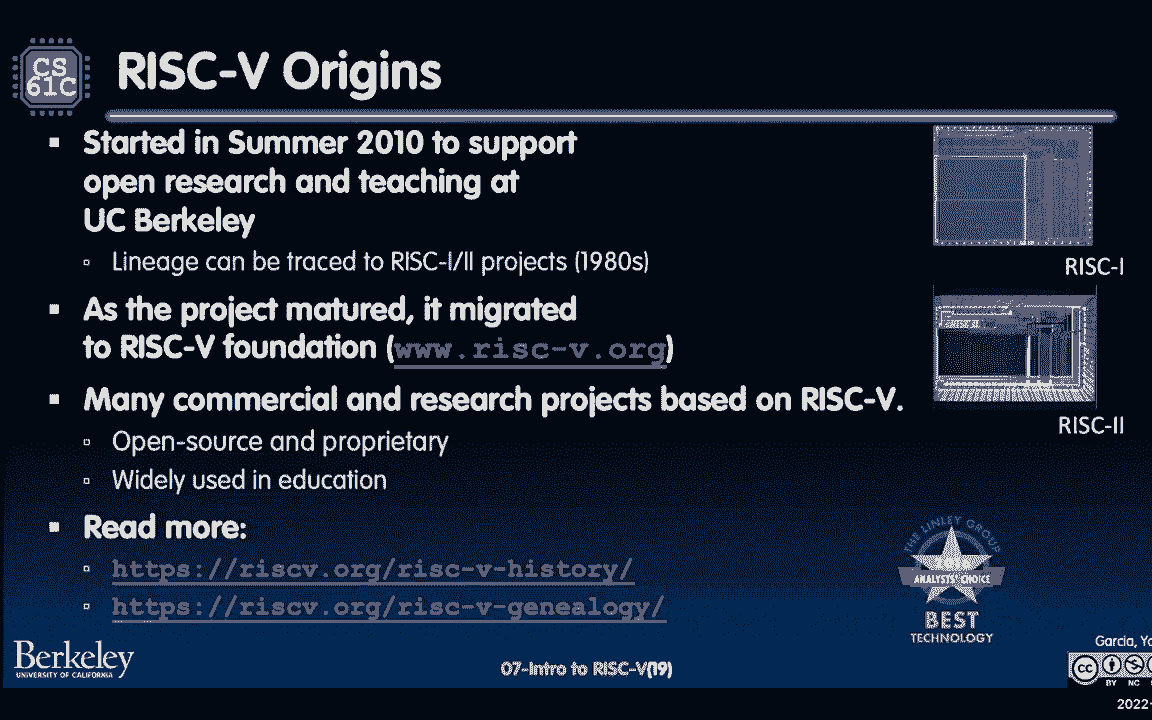 CS
61C
RISC-V Origins
▪ Started in Summer 2010 to support
open research and teaching at
UC Berkeley
▫ Lineage can be traced to RISC-I/II projects (1980s)
▪ As the project matured, it migrated
to RISC-V foundation (www.risc-v.org)
▪ Many commercial and research projects based on RISC-V.
▫ Open-source and proprietary
▫ Widely used in education
▪ Read more:
▫ https://riscv.org/risc-v-history/
▫ https://riscv.org/risc-v-genealogy/
RISC-I
RISC-II
THE LINLEY GROUP
ANALYSTS' CHOICE
BEST
TECHNOLOGY
Berkeley
UNIVERSITY OF CALIFORNIA
07-Intro to RISC-V(19)
Garcia,
cc
BY NC
2022-